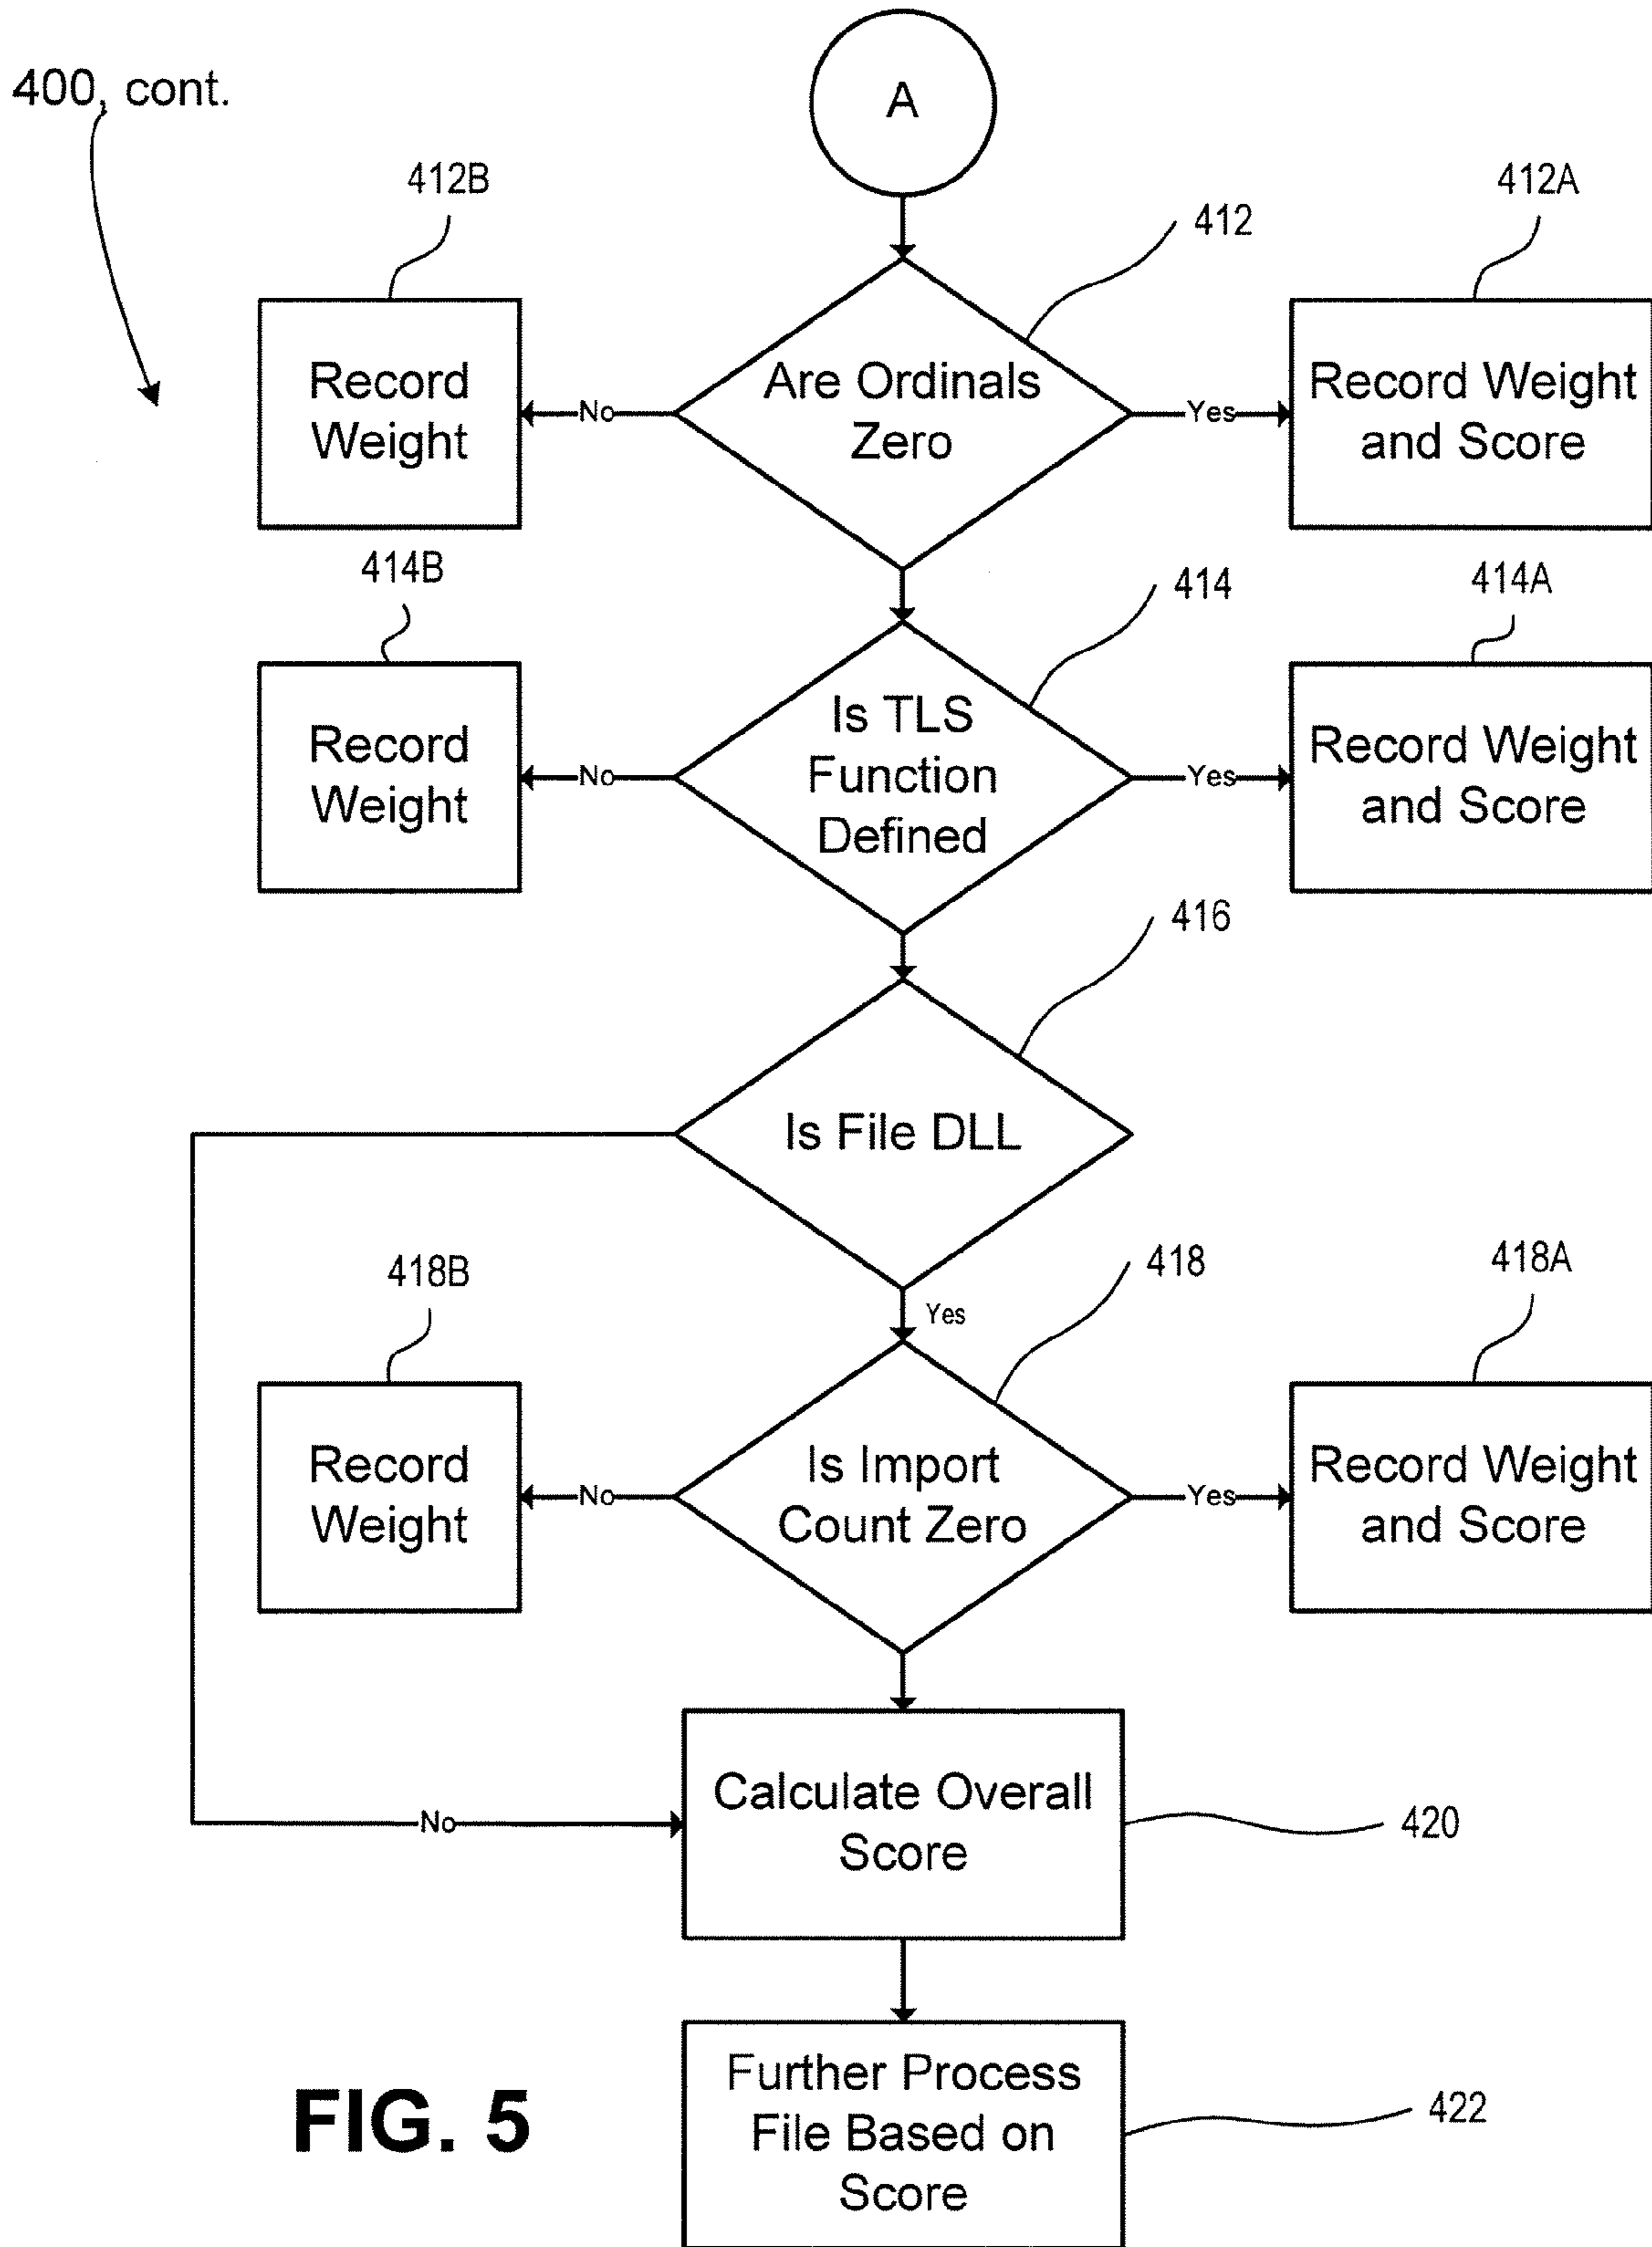 400, cont.
A
412B
412
412A
Record
Weight
No
Are Ordinals
Zero
Yes
Record Weight
and Score
414B
414
414A
Record
Weight
No
Is TLS
Function
Defined
Yes
Record Weight
and Score
416
Is File DLL
Yes
418B
418
418A
Record
Weight
No
Is Import
Count Zero
Yes
Record Weight
and Score
No
Calculate Overall
Score
420
Further Process
File Based on
Score
422
FIG. 5